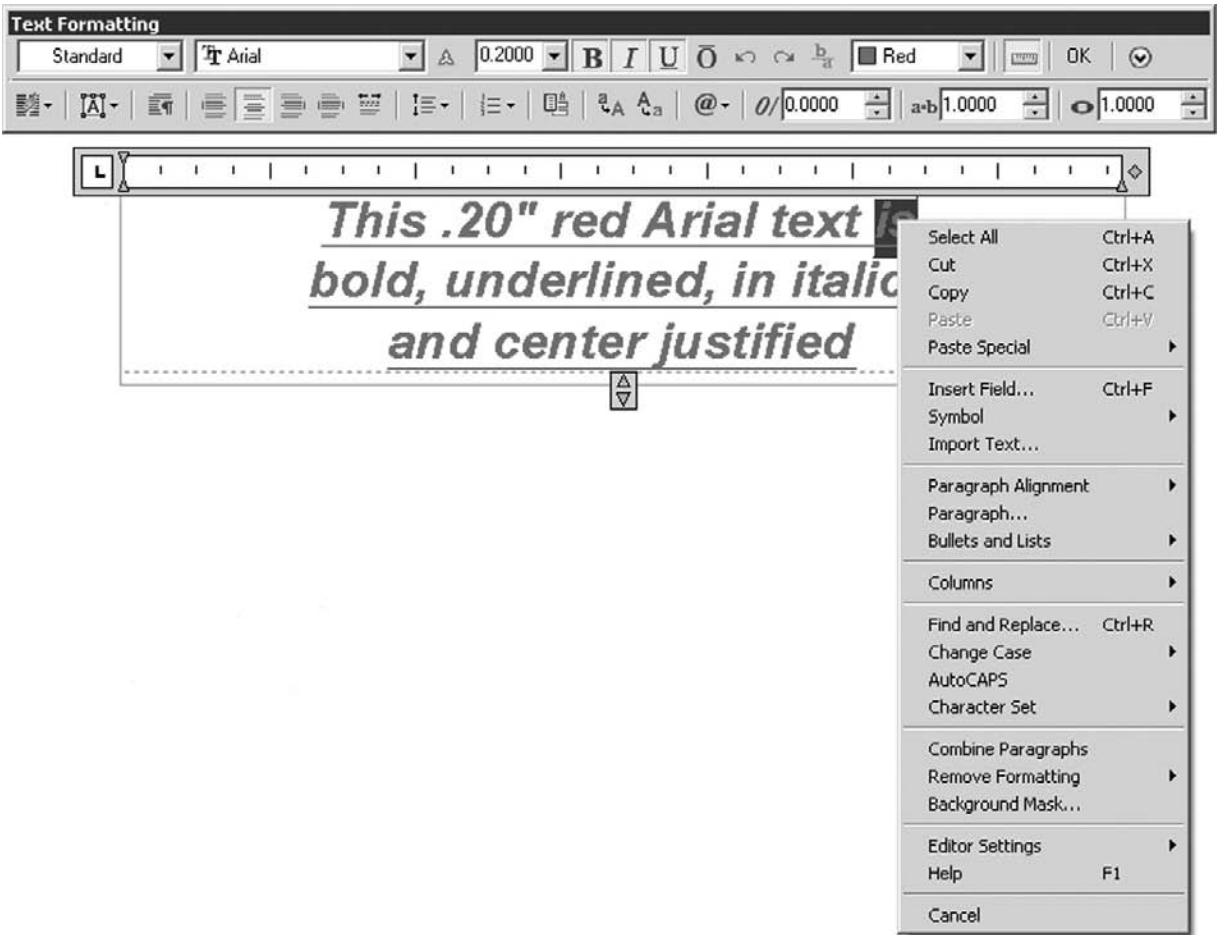 Text Formatting
Standard Arial 0.2000 B I U O b/a Red OK
@ 0/ 0.0000 a•b 1.0000 1.0000
L
This .20" red Arial text is
bold, underlined, in italic
and center justified
Select All Ctrl+A
Cut Ctrl+X
Copy Ctrl+C
Paste Ctrl+V
Paste Special
Insert Field... Ctrl+F
Symbol
Import Text...
Paragraph Alignment
Paragraph...
Bullets and Lists
Columns
Find and Replace... Ctrl+R
Change Case
AutoCAPS
Character Set
Combine Paragraphs
Remove Formatting
Background Mask...
Editor Settings
Help F1
Cancel